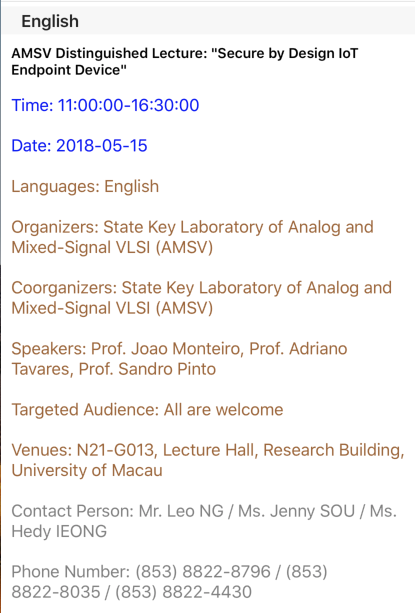 English
AMSV Distinguished Lecture: "Secure by Design IoT
Endpoint Device"
Time: 11:00:00-16:30:00
Date: 2018-05-15
Languages: English
Organizers: State Key Laboratory of Analog and
Mixed-Signal VLSI (AMSV)
Coorganizers: State Key Laboratory of Analog and
Mixed-Signal VLSI (AMSV)
Speakers: Prof. Joao Monteiro, Prof. Adriano
Tavares, Prof. Sandro Pinto
Targeted Audience: All are welcome
Venues: N21-G013, Lecture Hall, Research Building,
University of Macau
Contact Person: Mr. Leo NG / Ms. Jenny SOU / Ms.
Hedy IEONG
Phone Number: (853) 8822-8796 / (853)
8822-8035 / (853) 8822-4430